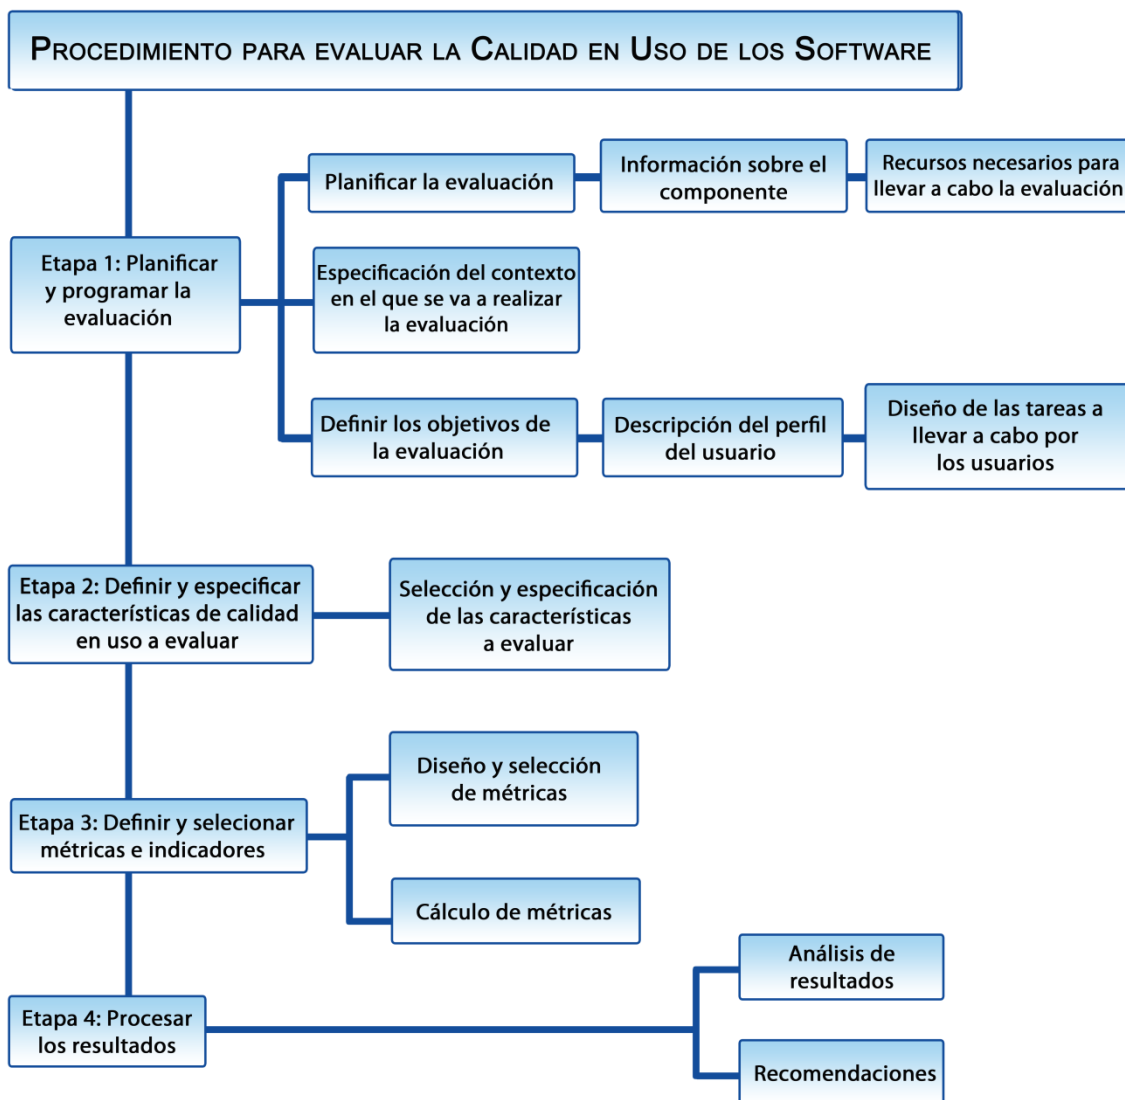 PROCEDIMIENTO PARA EVALUAR LA CALIDAD EN USO DE LOS SOFTWARE
Planificar la evaluación
Información sobre el
componente
Recursos necesarios para
llevar a cabo la evaluación
Etapa 1: Planificar
y programar la
evaluación
Especificación del contexto
en el que se va a realizar
la evaluación
Definir los objetivos de
la evaluación
Descripción del perfil
del usuario
Diseño de las tareas a
llevar a cabo por
los usuarios
Etapa 2: Definir y especificar
las características de calidad
en uso a evaluar
Selección y especificación
de las características
a evaluar
Etapa 3: Definir y selecionar
métricas e indicadores
Diseño y selección
de métricas
Cálculo de métricas
Etapa 4: Procesar
los resultados
Análisis de
resultados
Recomendaciones